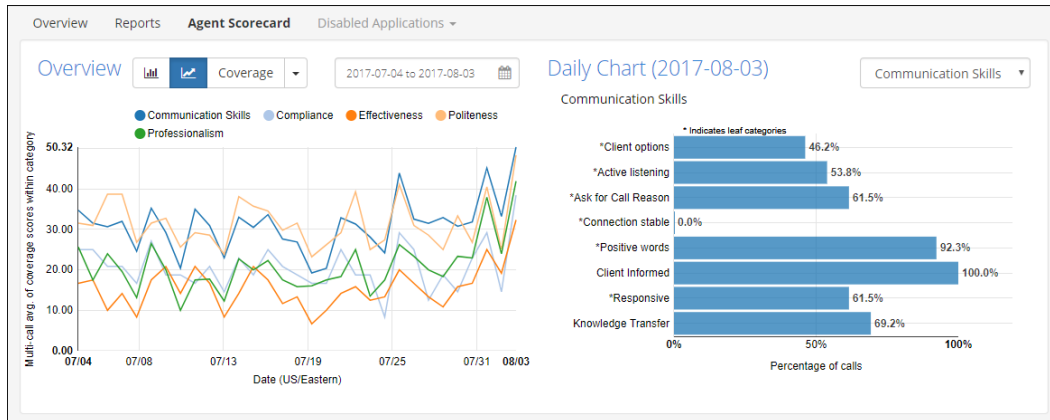 Overview Reports Agent Scorecard Disabled Applications
Overview Coverage 2017-07-04 to 2017-08-03
Communication Skills Compliance Effectiveness Politeness
Professionalism
Multi-call avg. of coverage scores within category
50.32
40.00
30.00
20.00
10.00
0.00
07/04 07/08 07/13 07/19 07/25 07/31 08/03
Date (US/Eastern)
Daily Chart (2017-08-03) Communication Skills
Communication Skills
* Indicates leaf categories
*Client options 46.2%
*Active listening 53.8%
*Ask for Call Reason 61.5%
*Connection stable 0.0%
*Positive words 92.3%
Client Informed 100.0%
*Responsive 61.5%
Knowledge Transfer 69.2%
0% 50% 100%
Percentage of calls